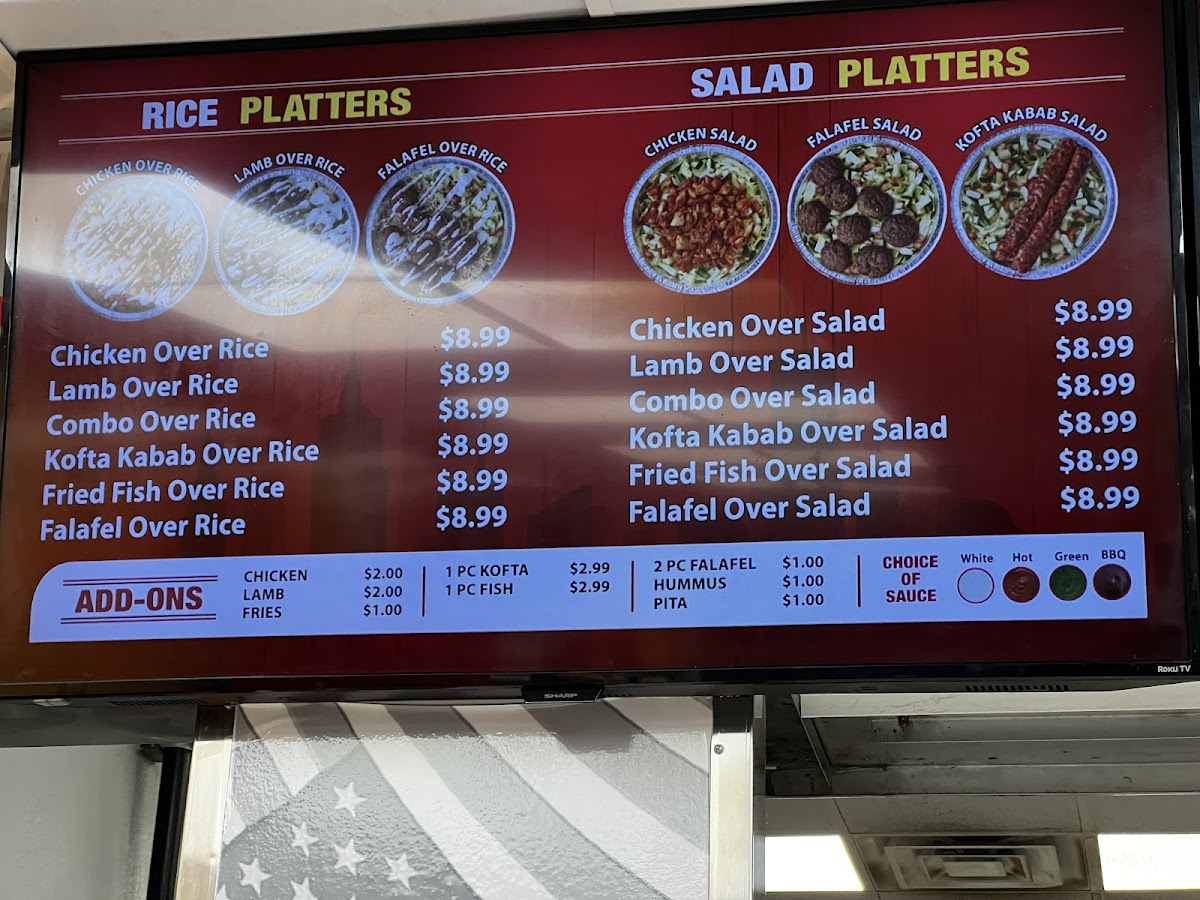 RICE PLATTERS
CHICKEN OVER RICE
LAMB OVER RICE
FALAFEL OVER RICE
Chicken Over Rice $8.99
Lamb Over Rice $8.99
Combo Over Rice $8.99
Kofta Kabab Over Rice $8.99
Fried Fish Over Rice $8.99
Falafel Over Rice $8.99
SALAD PLATTERS
CHICKEN SALAD
FALAFEL SALAD
KOFTA KABAB SALAD
Chicken Over Salad $8.99
Lamb Over Salad $8.99
Combo Over Salad $8.99
Kofta Kabab Over Salad $8.99
Fried Fish Over Salad $8.99
Falafel Over Salad $8.99
ADD-ONS
CHICKEN $2.00
LAMB $2.00
FRIES $1.00
1 PC KOFTA $2.99
1 PC FISH $2.99
2 PC FALAFEL $1.00
HUMMUS $1.00
PITA $1.00
CHOICE
OF
SAUCE
White Hot Green BBQ
Roku TV
SHARP